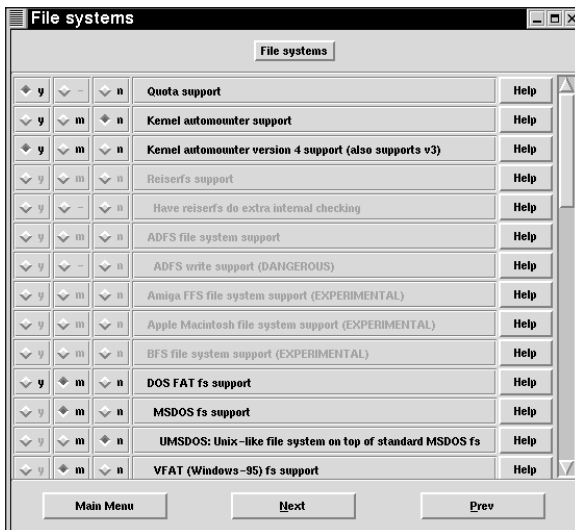 File systems
File systems
y - n Quota support Help
y m n Kernel automounter support Help
y m n Kernel automounter version 4 support (also supports v3) Help
y m n Reiserfs support Help
y - n Have reiserfs do extra internal checking Help
y m n ADFS file system support Help
y - n ADFS write support (DANGEROUS) Help
y m n Amiga FFS file system support (EXPERIMENTAL) Help
y m n Apple Macintosh file system support (EXPERIMENTAL) Help
y m n BFS file system support (EXPERIMENTAL) Help
y m n DOS FAT fs support Help
y m n MSDOS fs support Help
y m n UMSDOS: Unix-like file system on top of standard MSDOS fs Help
y m n VFAT (Windows-95) fs support Help
Main Menu Next Prev